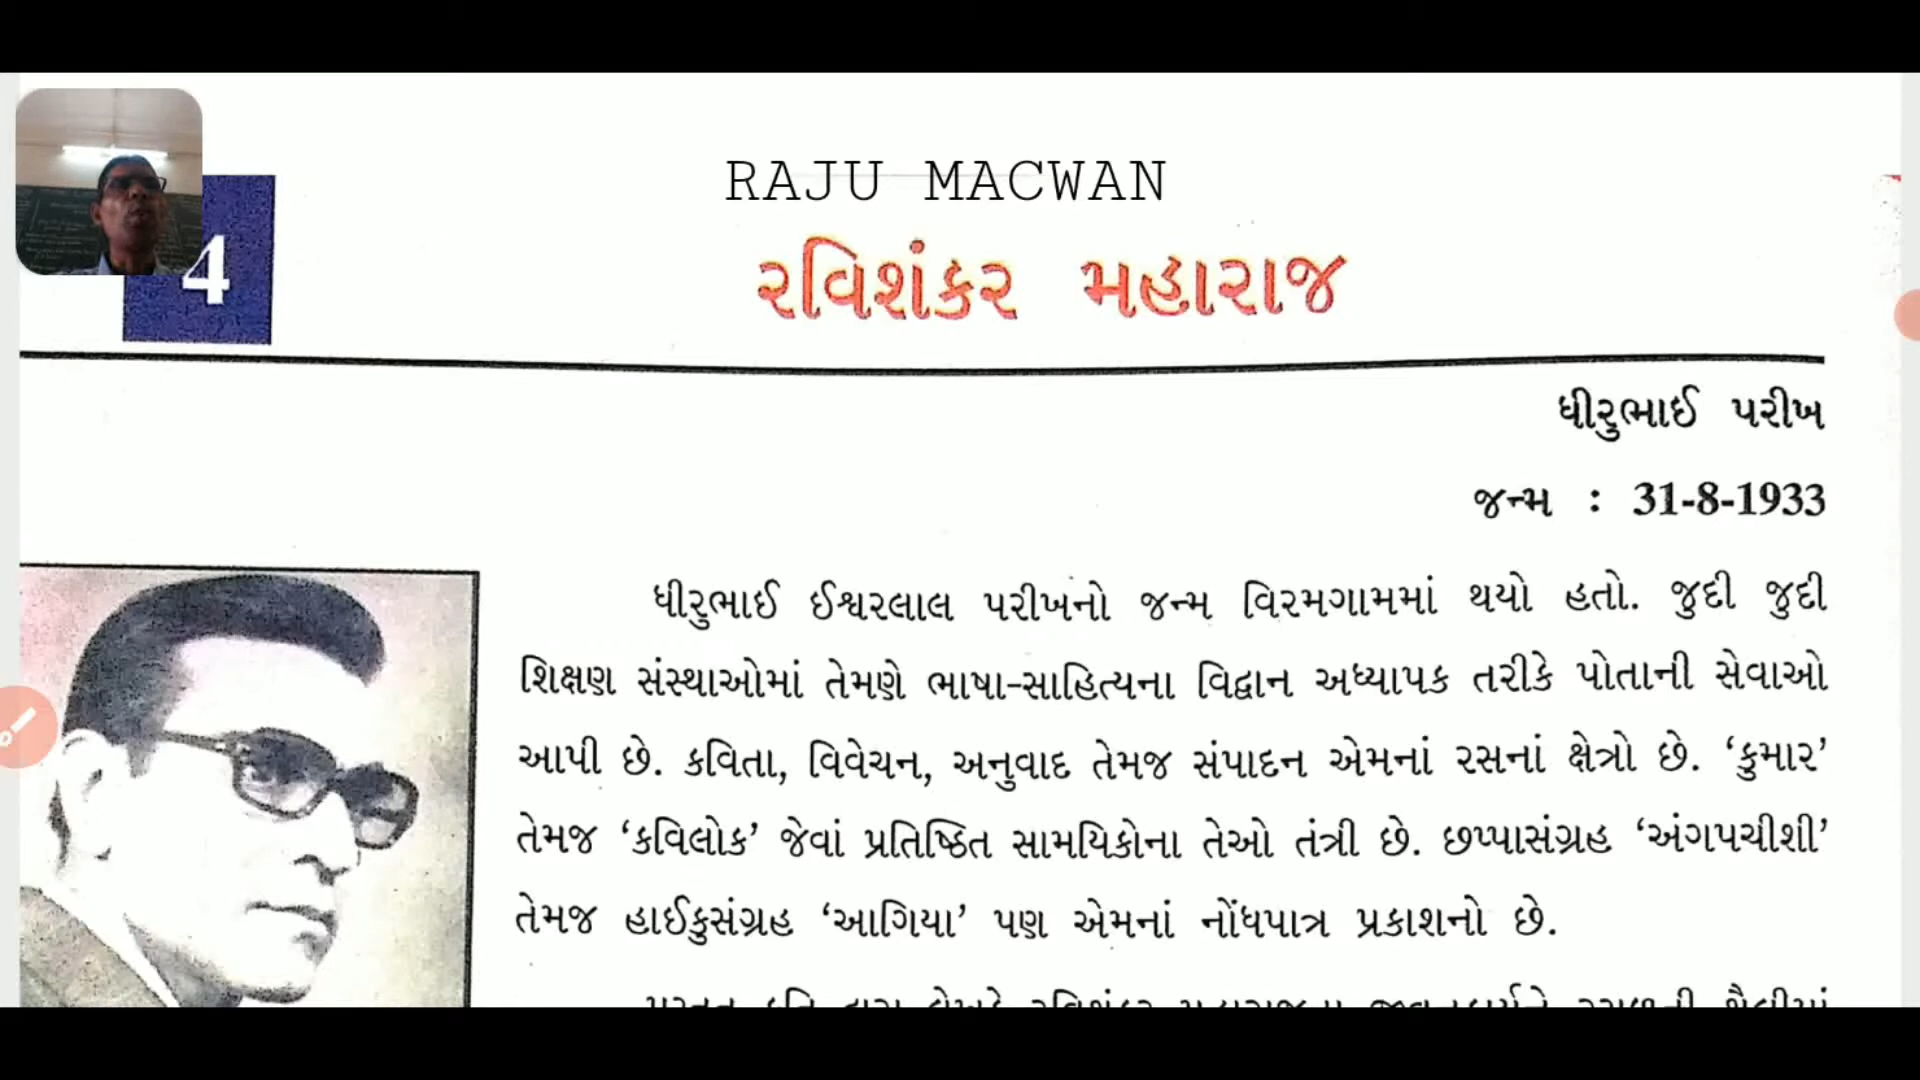 RAJU MACWAN
4
રવિશંકર મહારાજ
ધીરુભાઈ પરીખ
જન્મ : 31-8-1933
ધીરુભાઈ ઈશ્વરલાલ પરીખનો જન્મ વિરમગામમાં થયો હતો. જુદી જુદી
શિક્ષણ સંસ્થાઓમાં તેમણે ભાષા-સાહિત્યના વિદ્વાન અધ્યાપક તરીકે પોતાની સેવાઓ
આપી છે. કવિતા, વિવેચન, અનુવાદ તેમજ સંપાદન એમનાં રસનાં ક્ષેત્રો છે. ‘કુમાર’
તેમજ ‘કવિલોક’ જેવાં પ્રતિષ્ઠિત સામયિકોના તેઓ તંત્રી છે. છપ્પાસંગ્રહ ‘અંગપચીશી’
તેમજ હાઈકુસંગ્રહ ‘આગિયા’ પણ એમનાં નોંધપાત્ર પ્રકાશનો છે.